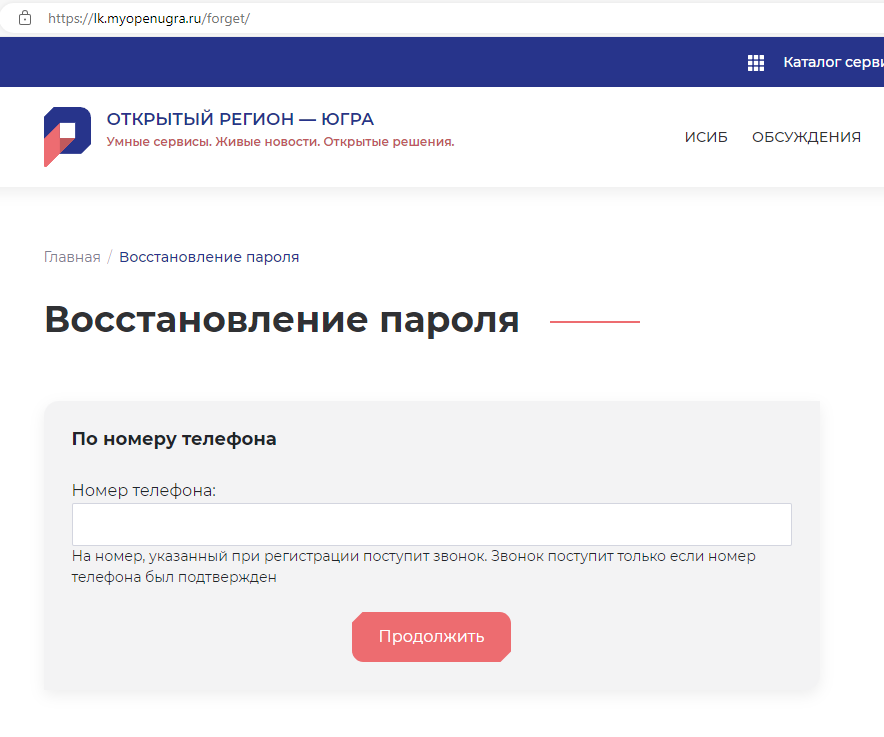 https://lk.myopenugra.ru/forget/
Каталог серви
ОТКРЫТЫЙ РЕГИОН — ЮГРА
Умные сервисы. Живые новости. Открытые решения.
ИСИБ ОБСУЖДЕНИЯ
Главная / Восстановление пароля
Восстановление пароля
По номеру телефона
Номер телефона:
На номер, указанный при регистрации поступит звонок. Звонок поступит только если номер
телефона был подтвержден
Продолжить